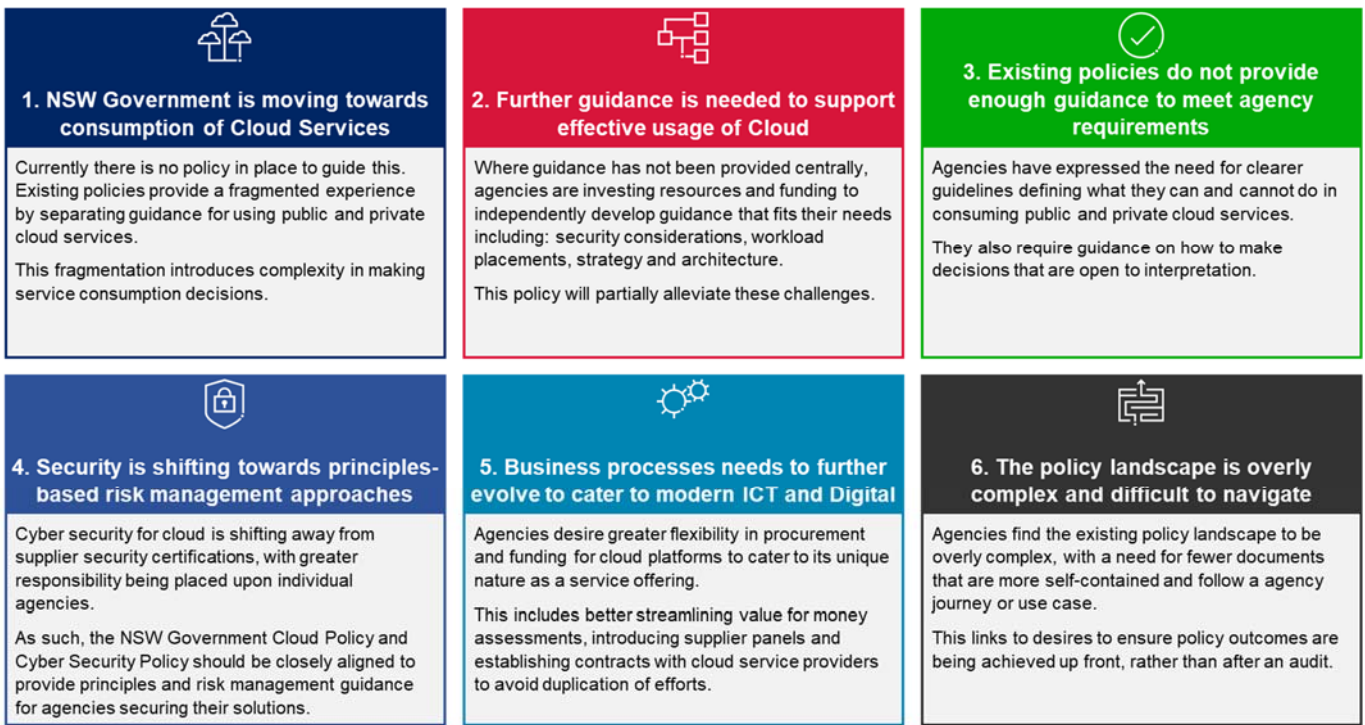 1. NSW Government is moving towards
consumption of Cloud Services
Currently there is no policy in place to guide this.
Existing policies provide a fragmented experience
by separating guidance for using public and private
cloud services.
This fragmentation introduces complexity in making
service consumption decisions.
2. Further guidance is needed to support
effective usage of Cloud
Where guidance has not been provided centrally,
agencies are investing resources and funding to
independently develop guidance that fits their needs
including: security considerations, workload
placements, strategy and architecture.
This policy will partially alleviate these challenges.
3. Existing policies do not provide
enough guidance to meet agency
requirements
Agencies have expressed the need for clearer
guidelines defining what they can and cannot do in
consuming public and private cloud services.
They also require guidance on how to make
decisions that are open to interpretation.
4. Security is shifting towards principles-
based risk management approaches
Cyber security for cloud is shifting away from
supplier security certifications, with greater
responsibility being placed upon individual
agencies.
As such, the NSW Government Cloud Policy and
Cyber Security Policy should be closely aligned to
provide principles and risk management guidance
for agencies securing their solutions.
5. Business processes needs to further
evolve to cater to modern ICT and Digital
Agencies desire greater flexibility in procurement
and funding for cloud platforms to cater to its unique
nature as a service offering.
This includes better streamlining value for money
assessments, introducing supplier panels and
establishing contracts with cloud service providers
to avoid duplication of efforts.
6. The policy landscape is overly
complex and difficult to navigate
Agencies find the existing policy landscape to be
overly complex, with a need for fewer documents
that are more self-contained and follow a agency
journey or use case.
This links to desires to ensure policy outcomes are
being achieved up front, rather than after an audit.